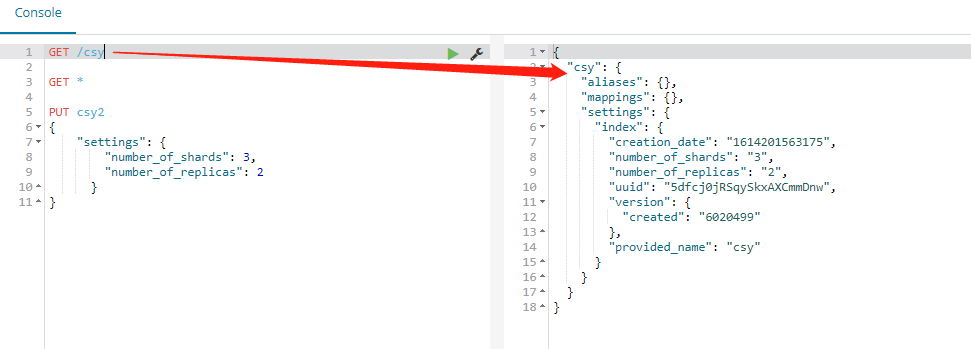 Console
1 GET /csy
2
3 GET *
4
5 PUT csy2
6 {
7     "settings": {
8         "number_of_shards": 3,
9         "number_of_replicas": 2
10       }
11 }
1 {
2   "csy": {
3     "aliases": {},
4     "mappings": {},
5     "settings": {
6       "index": {
7         "creation_date": "1614201563175",
8         "number_of_shards": "3",
9         "number_of_replicas": "2",
10         "uuid": "5dfcj0jRSqySkxAXCmmDnw",
11         "version": {
12           "created": "6020499"
13         },
14         "provided_name": "csy"
15       }
16     }
17   }
18 }